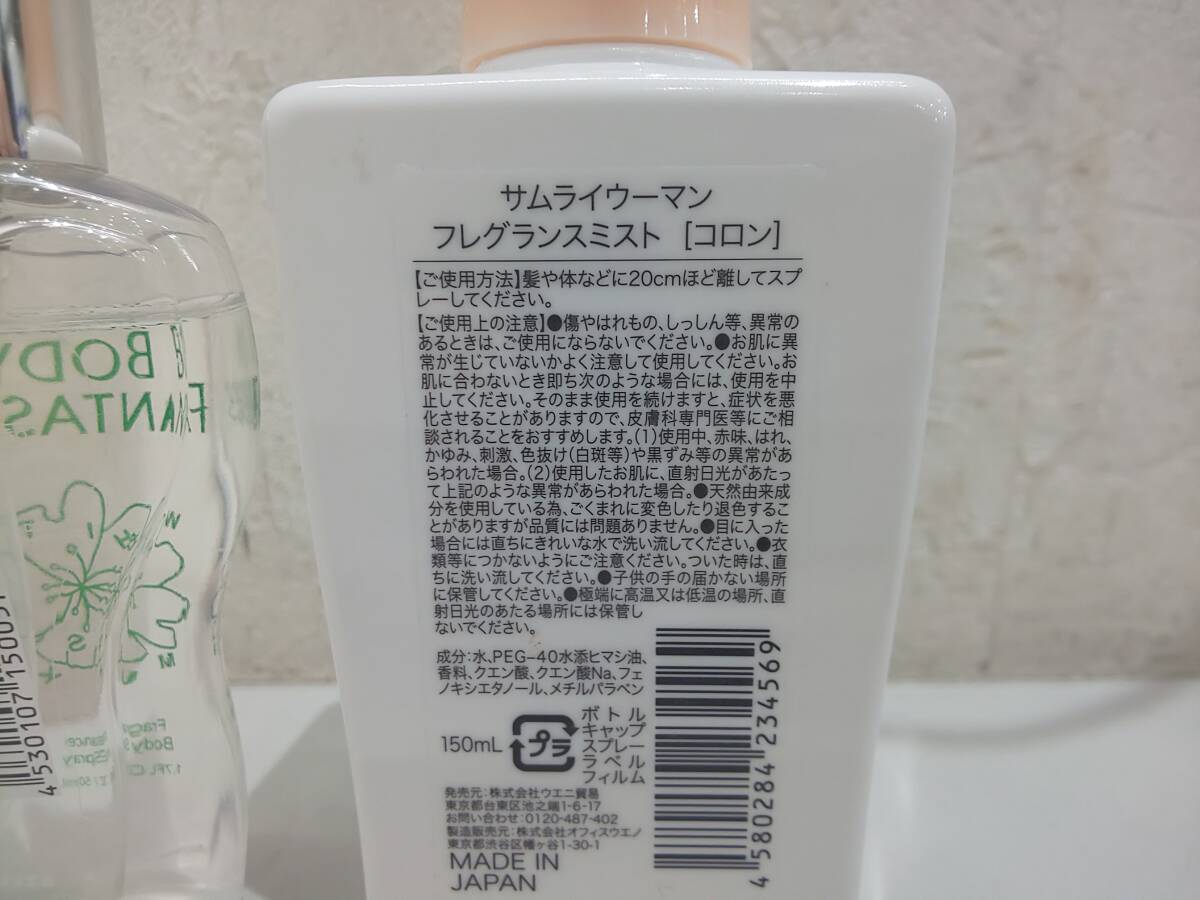 サムライウーマン
フレグランスミスト [コロン]
【ご使用方法】髪や体などに20cmほど離してスプ
レーしてください。
【ご使用上の注意】●傷やはれもの、しっしん等、異常の
あるときは、ご使用にならないでください。●お肌に異
常が生じていないかよく注意して使用してください。お
肌に合わないとき即ち次のような場合には、使用を中
止してください。そのまま使用を続けますと、症状を悪
化させることがありますので、皮膚科専門医等にご相
談されることをおすすめします。(1)使用中、赤味、はれ、
かゆみ、刺激、色抜け(白斑等)や黒ずみ等の異常があ
らわれた場合。(2)使用したお肌に、直射日光があたっ
て上記のような異常があらわれた場合。●天然由来成
分を使用している為、ごくまれに変色したり退色するこ
とがありますが品質には問題ありません。●目に入った
場合には直ちにきれいな水で洗い流してください。●衣
類等につかないようにご注意ください。ついた時は、直
ちに洗い流してください。●子供の手の届かない場所
に保管してください。●極端に高温又は低温の場所、直
射日光のあたる場所には保管し
ないでください。
成分:水、PEG-40水添ヒマシ油、
香料、クエン酸、クエン酸Na、フェ
ノキシエタノール、メチルパラベン
150mL
プラ
ボトル
キャップ
スプレー
ラベル
フィルム
発売元:株式会社ウエニ貿易
東京都台東区池之端1-6-17
お問い合わせ:0120-487-402
製造販売元:株式会社オフィスウエノ
東京都渋谷区幡ヶ谷1-30-1
MADE IN
JAPAN
4 580284 234569
BODY
4 530107 150051